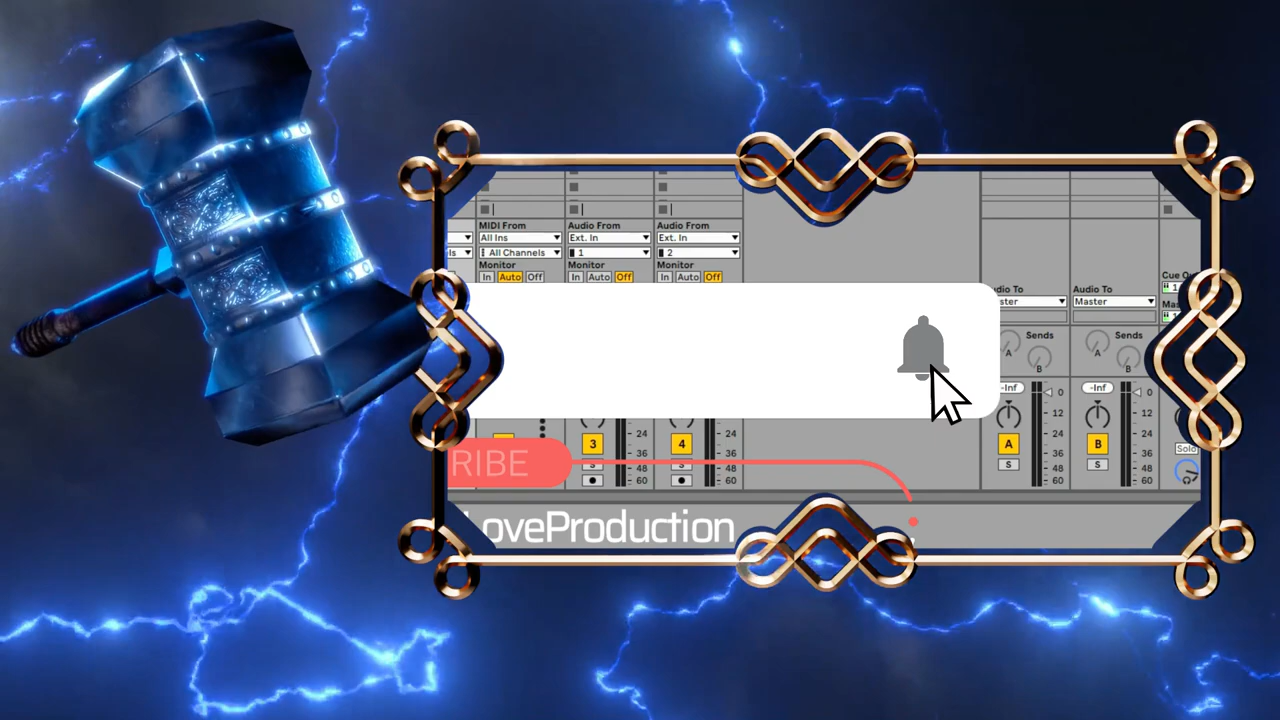 MIDI From
Audio From
Audio From
All Ins
Ext. In
Ext. In
All Channels
1
2
Monitor
Monitor
Monitor
In Auto Off
In Auto Off
In Auto Off
Audio To
Master
Sends
Sends
A
B
A
B
-Inf
-Inf
0
0
12
12
24
24
24
24
3
4
A
B
36
36
36
36
S
S
S
S
Solo
48
48
48
48
60
60
60
60
RIBE
LoveProduction